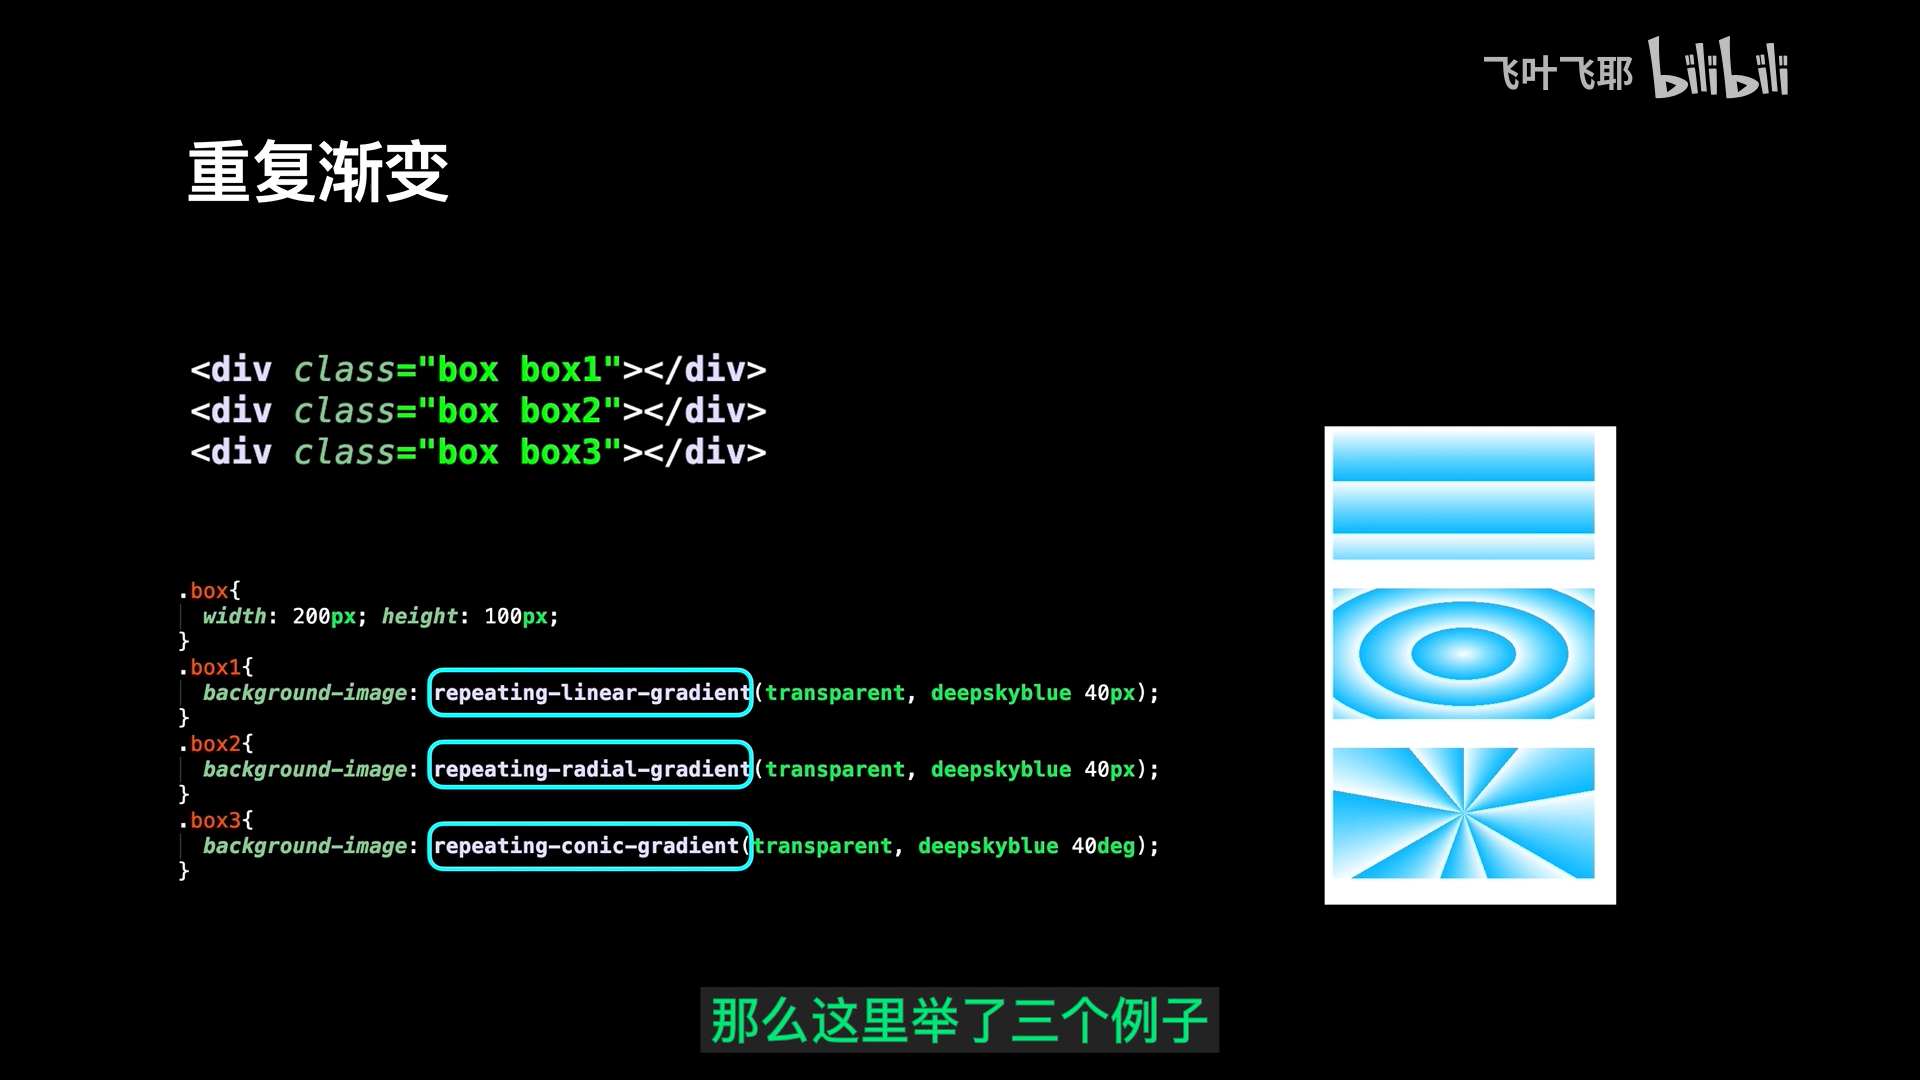 飞叶飞耶 bilibili
重复渐变
<div class="box box1"></div>
<div class="box box2"></div>
<div class="box box3"></div>
.box{
width: 200px; height: 100px;
}
.box1{
background-image: repeating-linear-gradient(transparent, deepskyblue 40px);
}
.box2{
background-image: repeating-radial-gradient(transparent, deepskyblue 40px);
}
.box3{
background-image: repeating-conic-gradient(transparent, deepskyblue 40deg);
}
那么这里举了三个例子